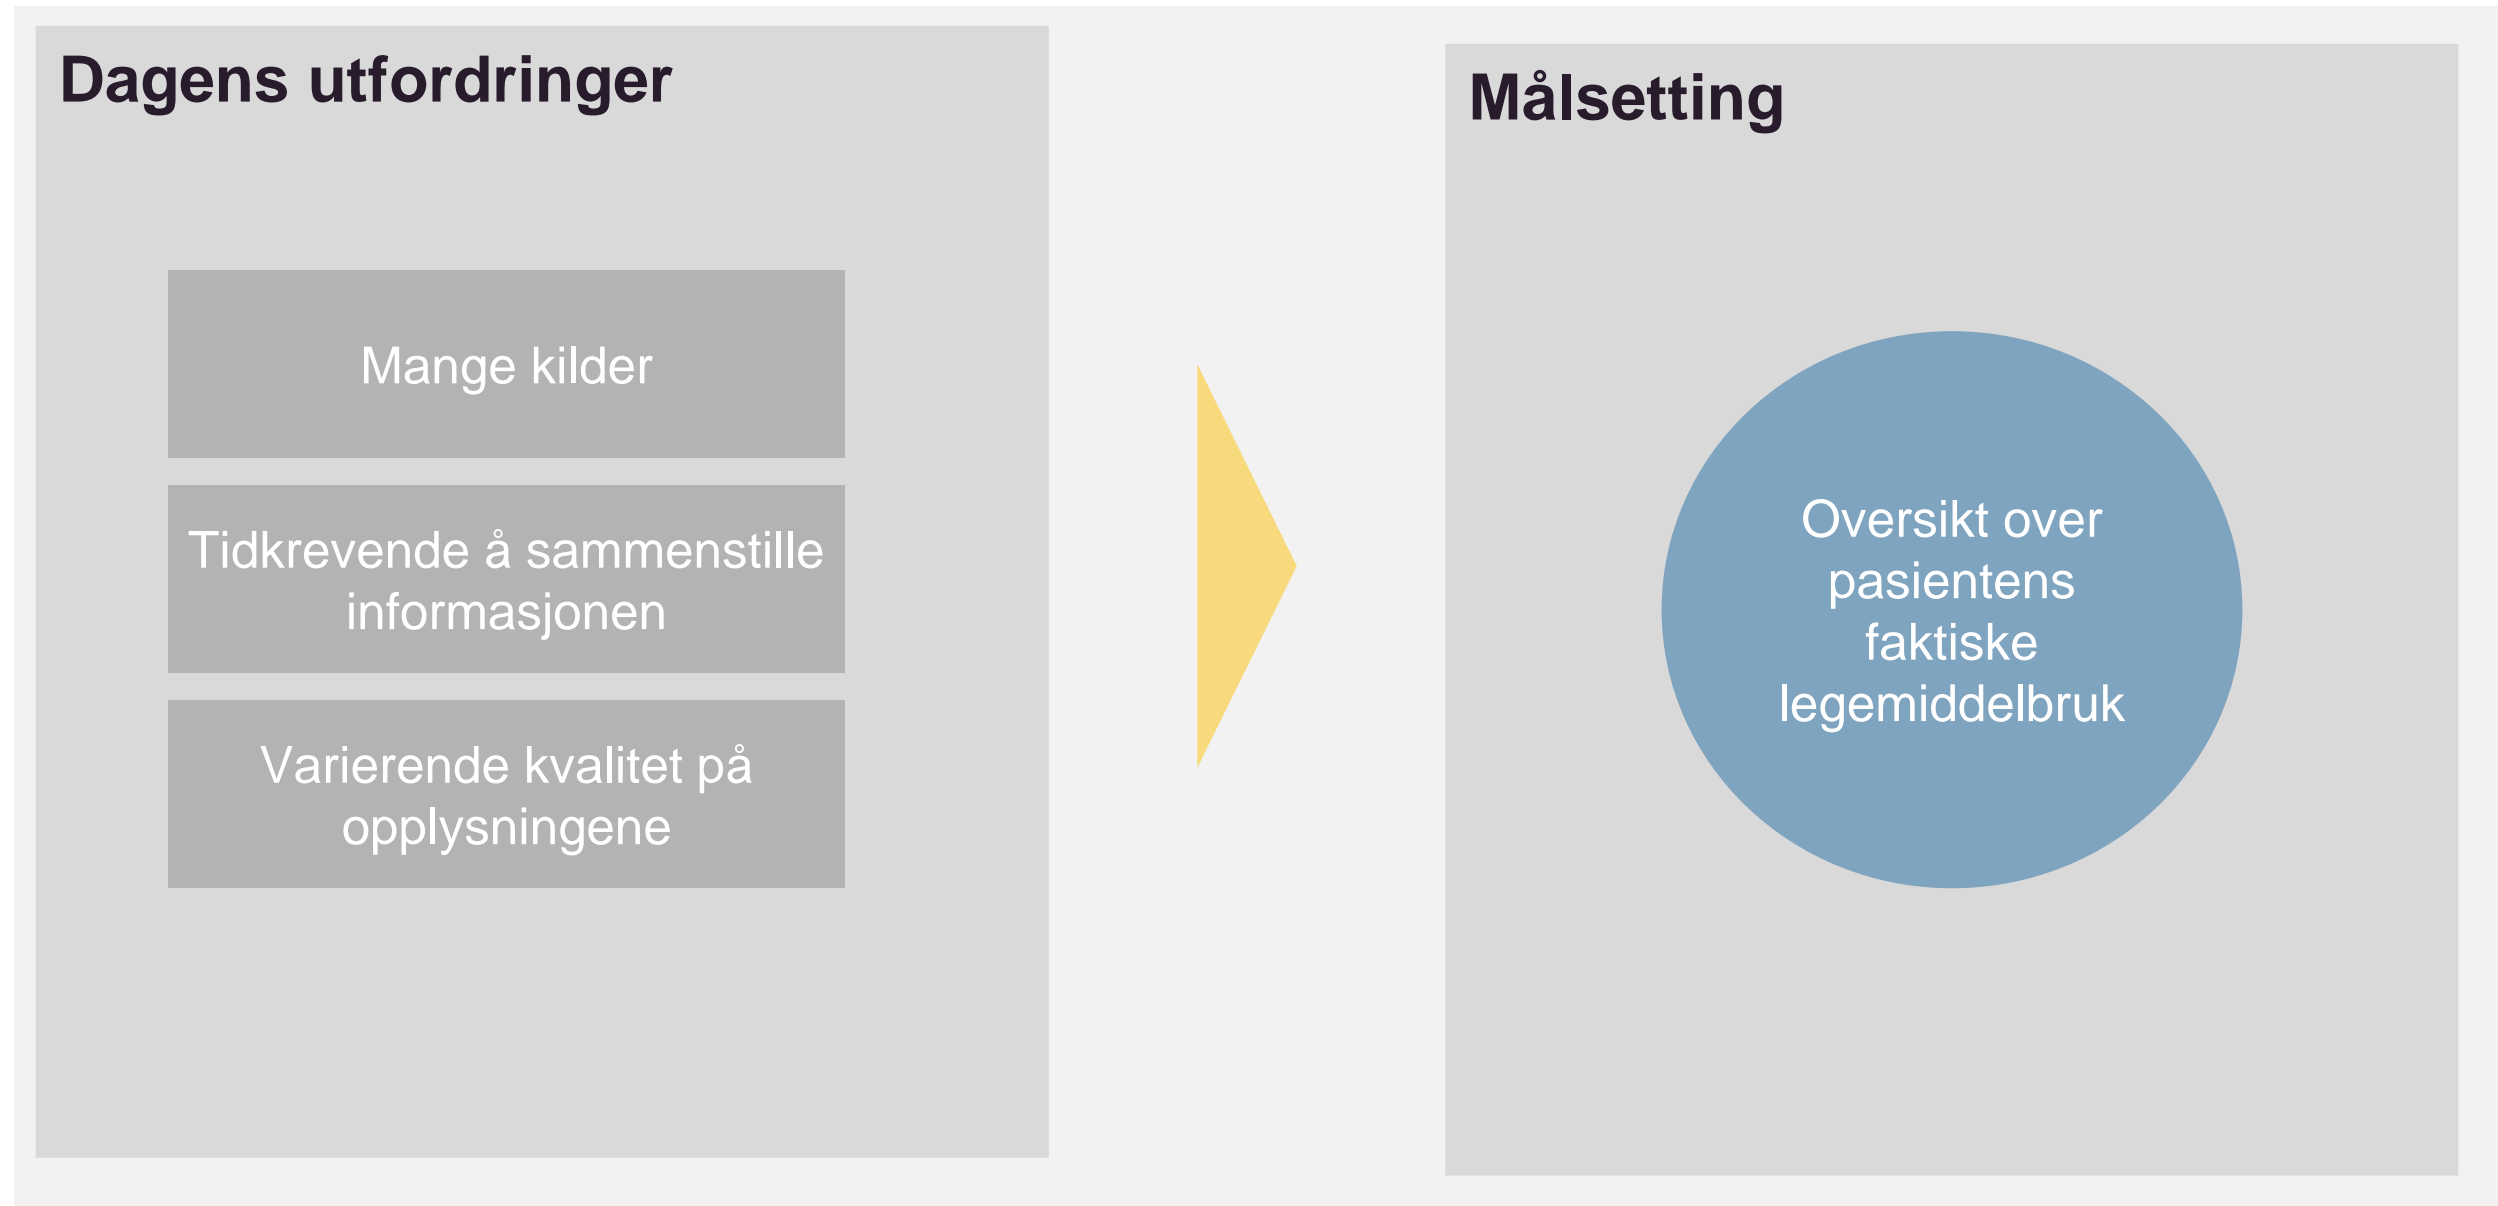 Dagens utfordringer
Mange kilder
Tidkrevende å sammenstille
informasjonen
Varierende kvalitet på
opplysningene
Målsetting
Oversikt over
pasientens
faktiske
legemiddelbruk